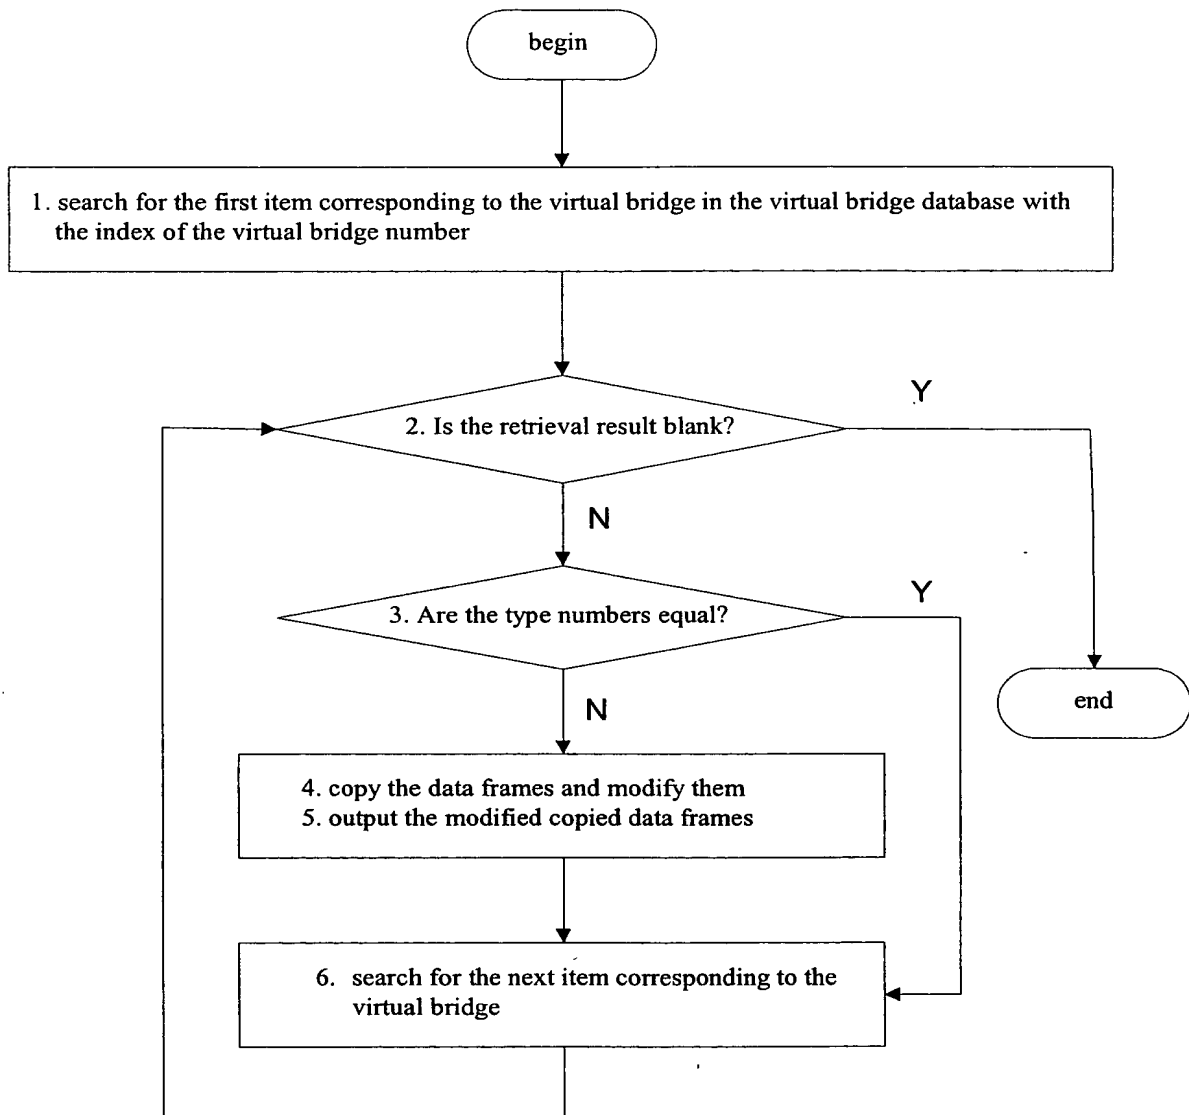 begin
1. search for the first item corresponding to the virtual bridge in the virtual bridge database with
the index of the virtual bridge number
2. Is the retrieval result blank?
Y
N
3. Are the type numbers equal?
Y
N
end
4. copy the data frames and modify them
5. output the modified copied data frames
6. search for the next item corresponding to the
virtual bridge